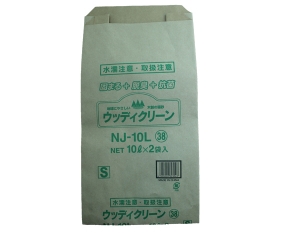 水濡注意・取扱注意
固まる+脱臭+抗菌
ウッディクリーン
NJ-10L 38
NET 10ℓ×2袋入
S
水濡注意・取扱注意
ウッディクリーン 38